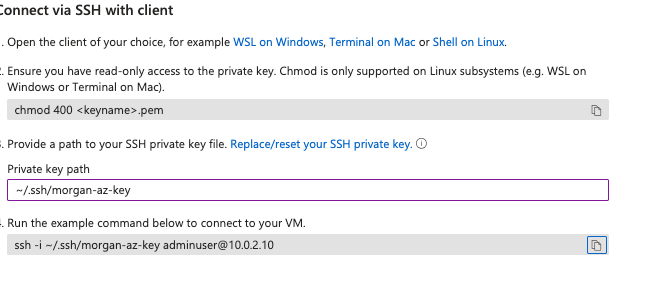 Connect via SSH with client
. Open the client of your choice, for example WSL on Windows, Terminal on Mac or Shell on Linux.
2. Ensure you have read-only access to the private key. Chmod is only supported on Linux subsystems (e.g. WSL on
Windows or Terminal on Mac).
chmod 400 <keyname>.pem
3. Provide a path to your SSH private key file. Replace/reset your SSH private key.
Private key path
~/.ssh/morgan-az-key
4. Run the example command below to connect to your VM.
ssh -i ~/.ssh/morgan-az-key adminuser@10.0.2.10